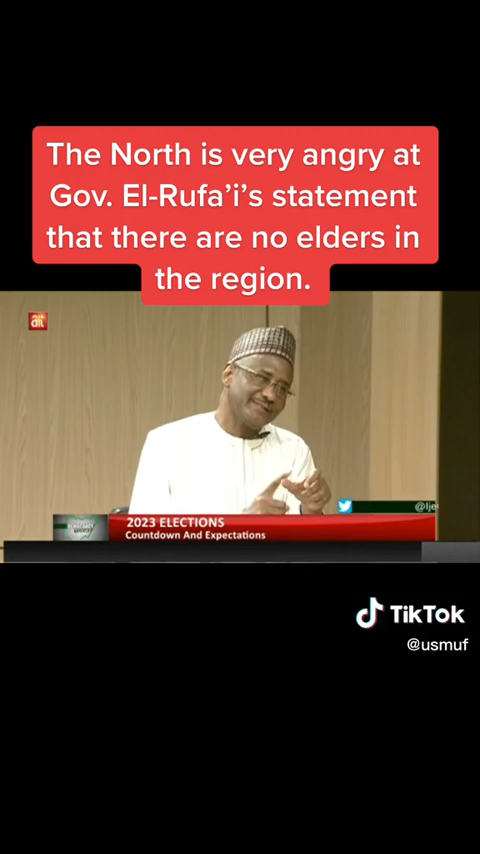 The North is very angry at
Gov. El-Rufa’i’s statement
that there are no elders in
the region.
ait
2023 ELECTIONS
Countdown And Expectations
DEMOCRACY
TikTok
@usmuf